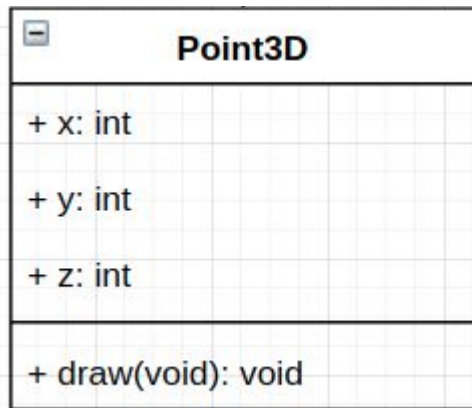 Point3D
+ x: int
+ y: int
+ z: int
+ draw(void): void